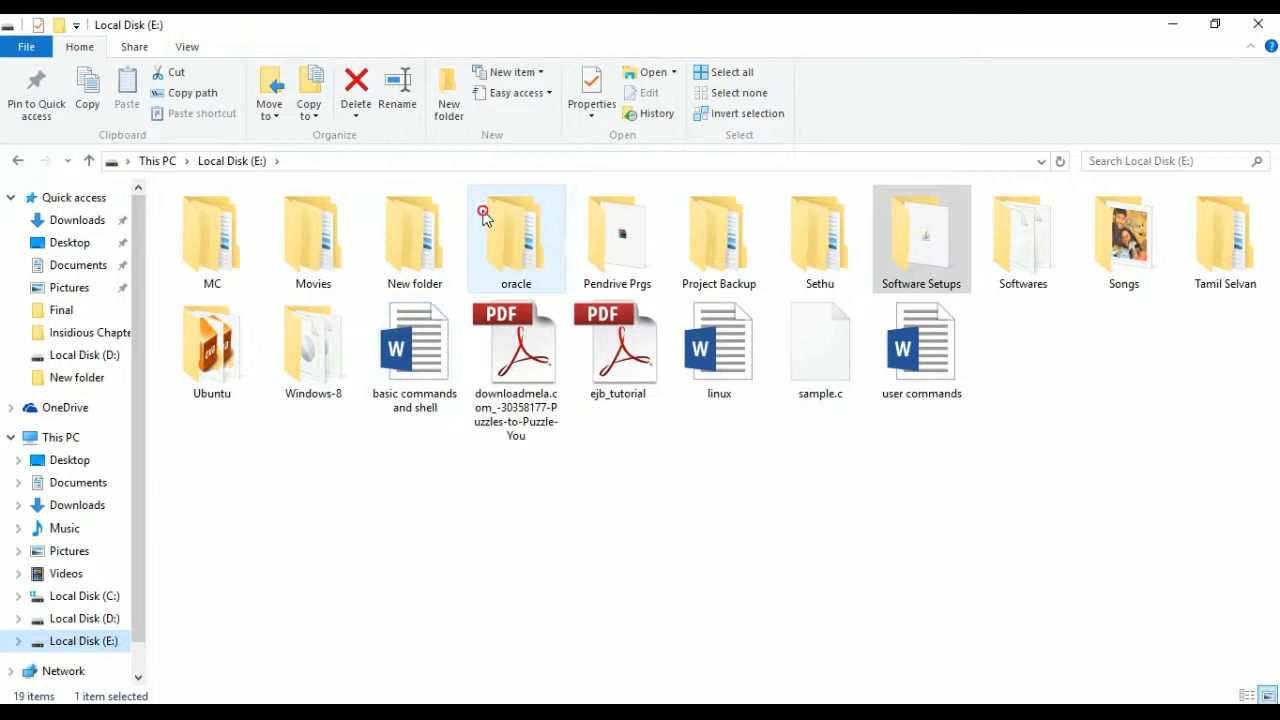 Local Disk (E:)
File Home Share View
Pin to Quick access
Copy
Paste
Cut
Copy path
Paste shortcut
Clipboard
Move to
Copy to
Delete
Rename
Organize
New folder
New item
Easy access
New
Properties
Open
Edit
History
Open
Select all
Select none
Invert selection
Select
This PC Local Disk (E:)
Search Local Disk (E:)
Quick access
Downloads
Desktop
Documents
Pictures
Final
Insidious Chapte
Local Disk (D:)
New folder
OneDrive
This PC
Desktop
Documents
Downloads
Music
Pictures
Videos
Local Disk (C:)
Local Disk (D:)
Local Disk (E:)
Network
MC Movies New folder oracle Pendrive Prgs Project Backup Sethu Software Setups Softwares Songs Tamil Selvan
PDF PDF
W W W
Ubuntu
Windows-8
basic commands
and shell
downloadmela.c
om_-30358177-P
uzzles-to-Puzzle-
You
ejb_tutorial
linux
sample.c
user commands
19 items 1 item selected